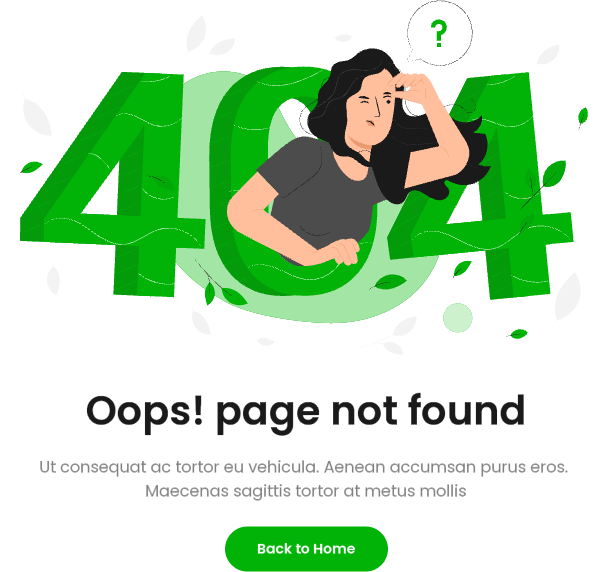 ?
404
Oops! page not found
Ut consequat ac tortor eu vehicula. Aenean accumsan purus eros.
Maecenas sagittis tortor at metus mollis
Back to Home